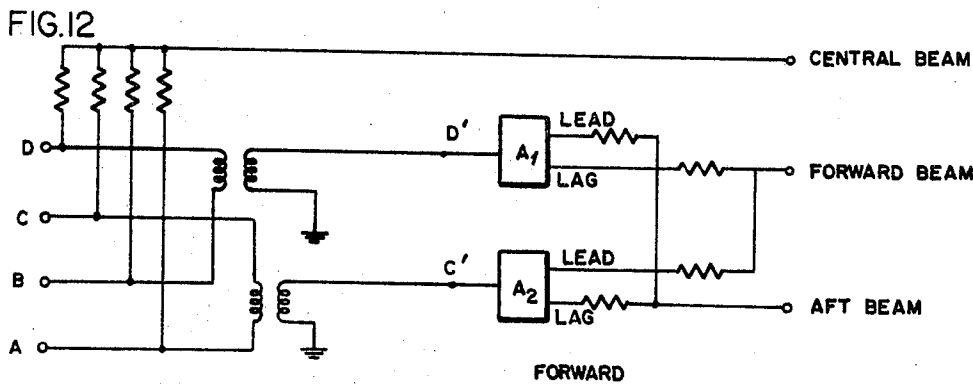 FIG.12
CENTRAL BEAM
D
D'
A1
LEAD
LAG
FORWARD BEAM
C
B
C'
A2
LEAD
LAG
AFT BEAM
A
FORWARD